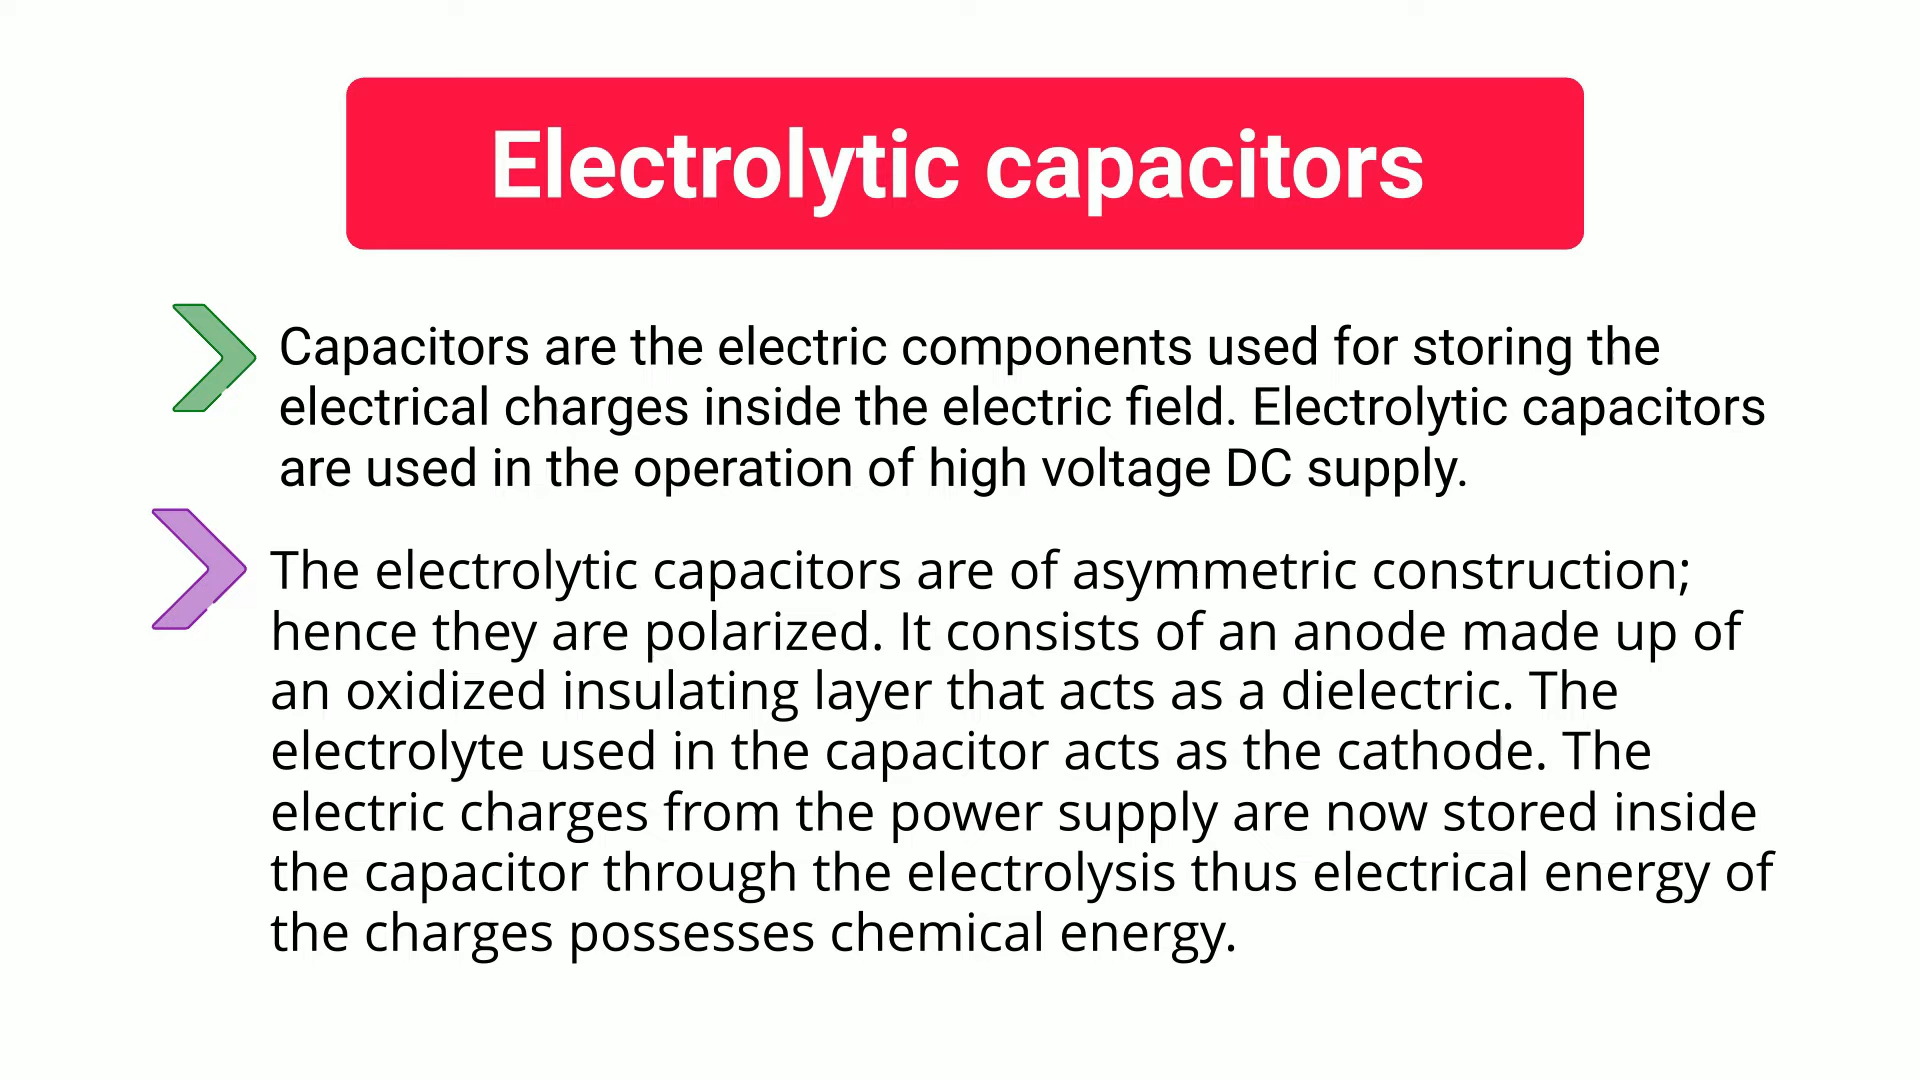 Electrolytic capacitors
Capacitors are the electric components used for storing the
electrical charges inside the electric field. Electrolytic capacitors
are used in the operation of high voltage DC supply.
The electrolytic capacitors are of asymmetric construction;
hence they are polarized. It consists of an anode made up of
an oxidized insulating layer that acts as a dielectric. The
electrolyte used in the capacitor acts as the cathode. The
electric charges from the power supply are now stored inside
the capacitor through the electrolysis thus electrical energy of
the charges possesses chemical energy.